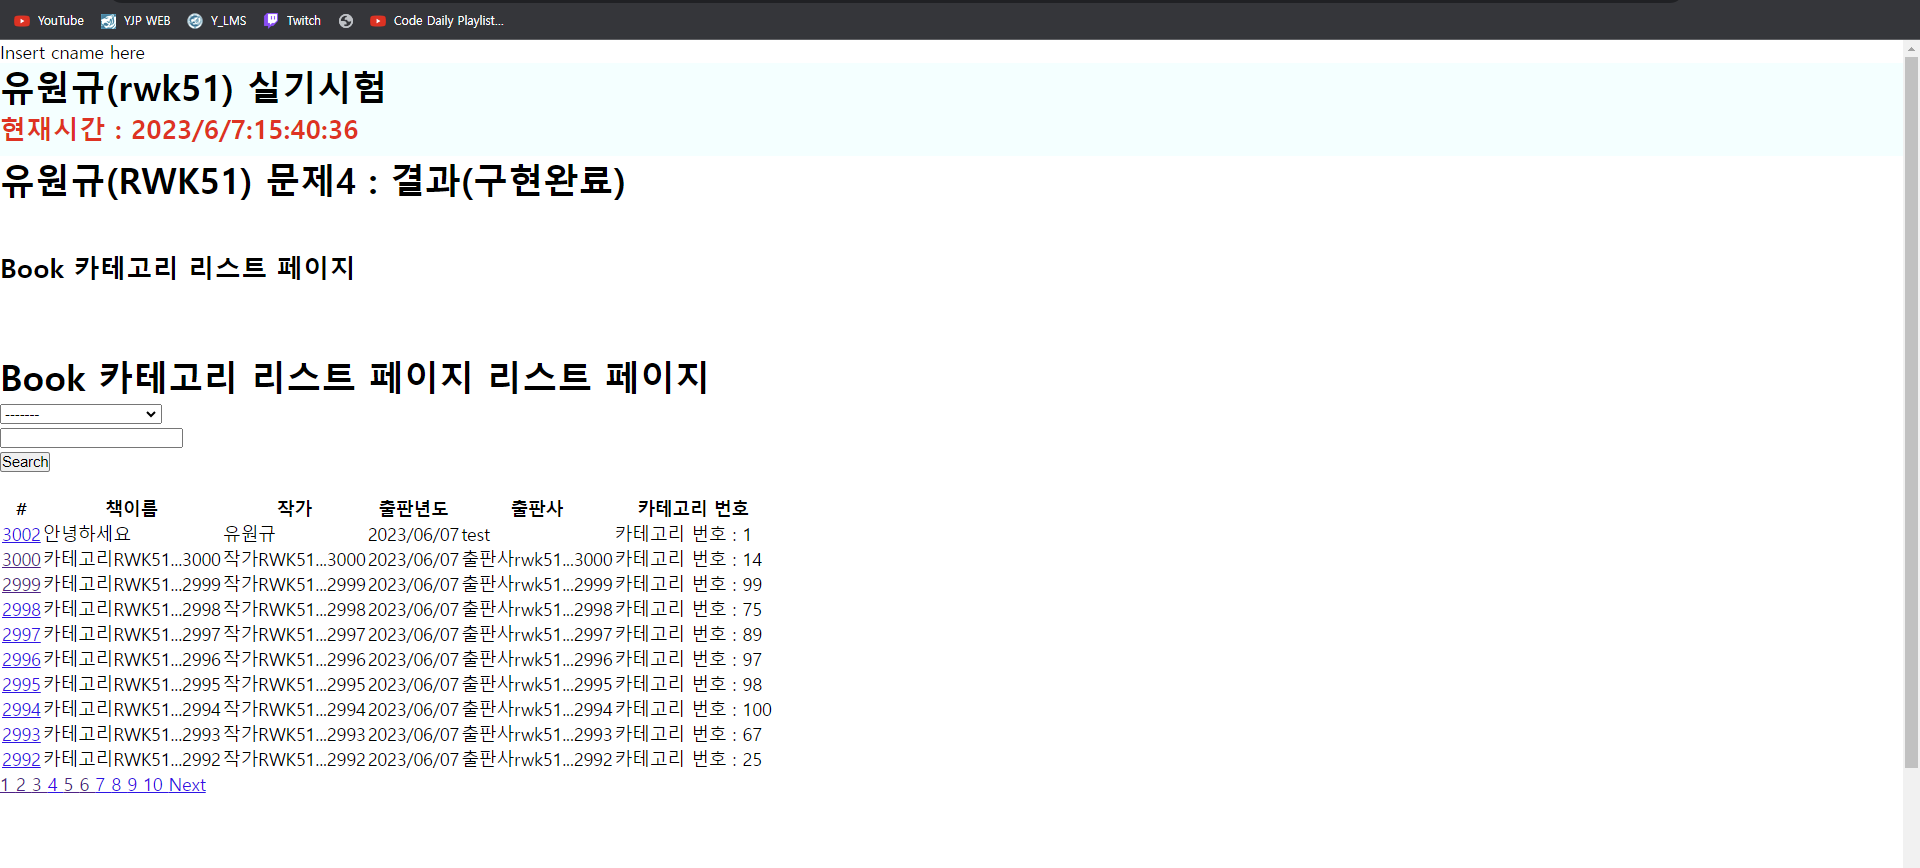 YouTube YJP WEB Y_LMS Twitch Code Daily Playlist...
Insert cname here
유원규(rwk51) 실기시험
현재시간 : 2023/6/7:15:40:36
유원규(RWK51) 문제4 : 결과(구현완료)
Book 카테고리 리스트 페이지
Book 카테고리 리스트 페이지 리스트 페이지
-------
Search
# 책이름 작가 출판년도 출판사 카테고리 번호
3002 안녕하세요 유원규 2023/06/07 test 카테고리 번호 : 1
3000 카테고리RWK51...3000 작가RWK51...3000 2023/06/07 출판사rwk51...3000 카테고리 번호 : 14
2999 카테고리RWK51...2999 작가RWK51...2999 2023/06/07 출판사rwk51...2999 카테고리 번호 : 99
2998 카테고리RWK51...2998 작가RWK51...2998 2023/06/07 출판사rwk51...2998 카테고리 번호 : 75
2997 카테고리RWK51...2997 작가RWK51...2997 2023/06/07 출판사rwk51...2997 카테고리 번호 : 89
2996 카테고리RWK51...2996 작가RWK51...2996 2023/06/07 출판사rwk51...2996 카테고리 번호 : 97
2995 카테고리RWK51...2995 작가RWK51...2995 2023/06/07 출판사rwk51...2995 카테고리 번호 : 98
2994 카테고리RWK51...2994 작가RWK51...2994 2023/06/07 출판사rwk51...2994 카테고리 번호 : 100
2993 카테고리RWK51...2993 작가RWK51...2993 2023/06/07 출판사rwk51...2993 카테고리 번호 : 67
2992 카테고리RWK51...2992 작가RWK51...2992 2023/06/07 출판사rwk51...2992 카테고리 번호 : 25
1 2 3 4 5 6 7 8 9 10 Next